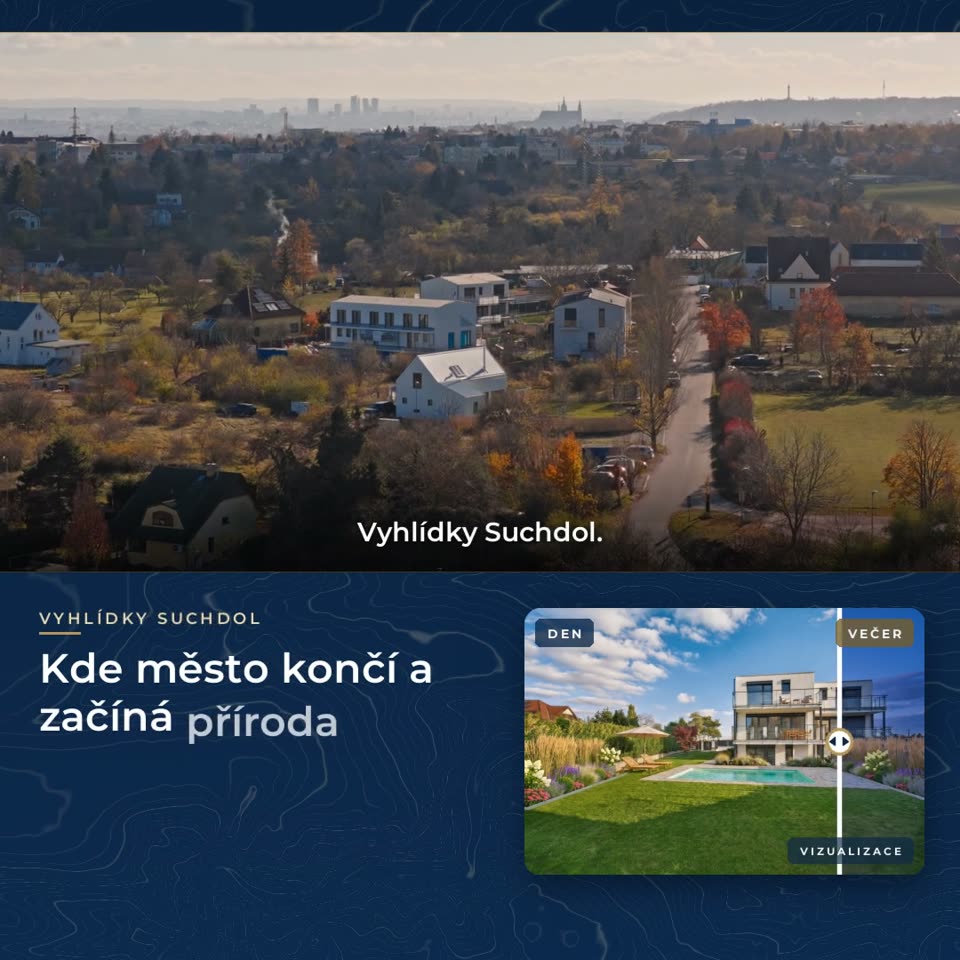 Vyhlídky Suchdol.
VYHLÍDKY SUCHDOL
Kde město končí a
začíná příroda
DEN
VEČER
VIZUALIZACE